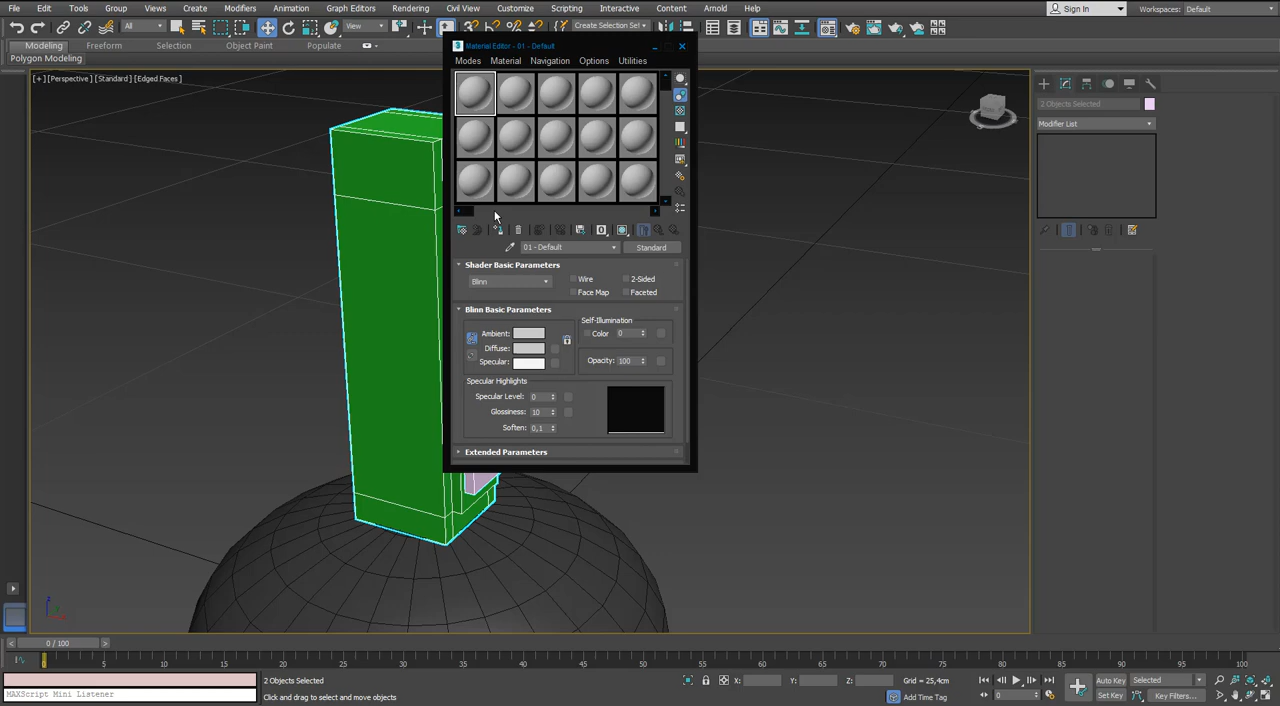 File Edit Tools Group Views Create Modifiers Animation Graph Editors Rendering Civil View Customize Scripting Interactive Content Arnold Help Sign In Workspaces: Default
All View Create Selection Se
Modeling Freeform Selection Object Paint Populate
Polygon Modeling
[+] [Perspective] [Standard] [Edged Faces]
Material Editor - 01 - Default
Modes Material Navigation Options Utilities
2 Objects Selected
Modifier List
01 - Default Standard
Shader Basic Parameters
Blinn Wire 2-Sided
Face Map Faceted
Blinn Basic Parameters
Self-Illumination
Ambient: Color 0
Diffuse:
Specular: Opacity: 100
Specular Highlights
Specular Level: 0
Glossiness: 10
Soften: 0,1
Extended Parameters
0 / 100
0 5 10 15 20 25 30 35 40 45 50 55 60 65 70 75 80 85 90 95 100
2 Objects Selected X: Y: Z: Grid = 25,4cm Auto Key Selected
MAXScript Mini Listener Click and drag to select and move objects Add Time Tag 0 Set Key Key Filters...